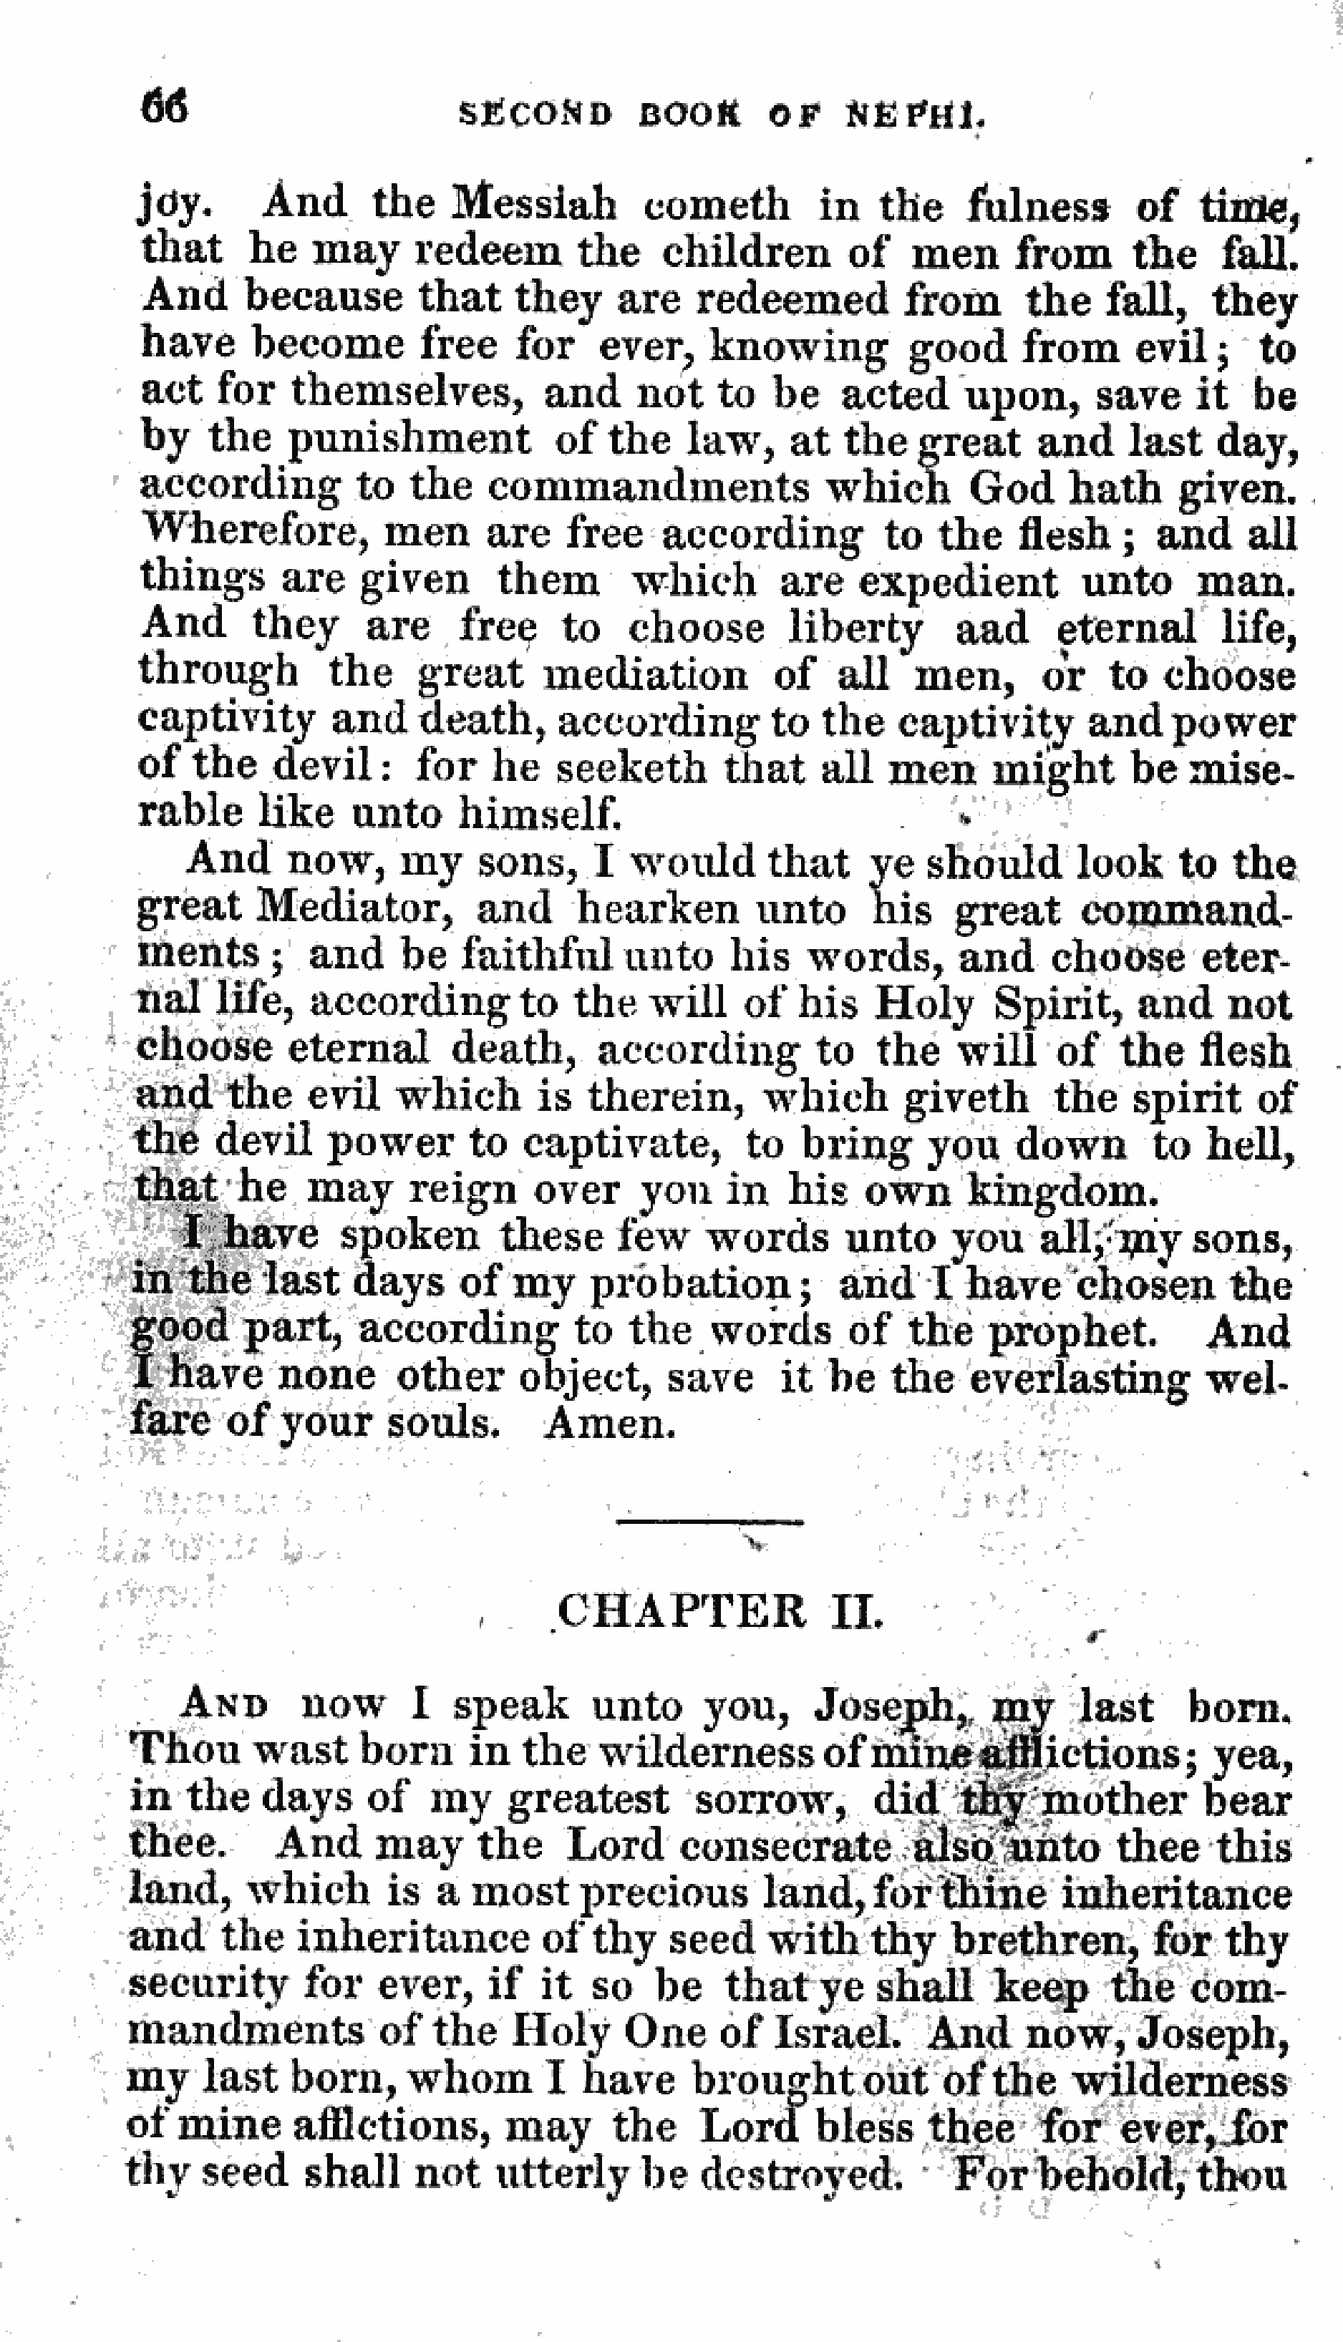 66 SECOND BOOK OF NEPHI.
joy. And the Messiah cometh in the fulness of time,
that he may redeem the children of men from the fall.
And because that they are redeemed from the fall, they
have become free for ever, knowing good from evil; to
act for themselves, and not to be acted upon, save it be
by the punishment of the law, at the great and last day,
according to the commandments which God hath given.
Wherefore, men are free according to the flesh; and all
things are given them which are expedient unto man.
And they are free to choose liberty aad eternal life,
through the great mediation of all men, or to choose
captivity and death, according to the captivity and power
of the devil: for he seeketh that all men might be mise-
rable like unto himself.
And now, my sons, I would that ye should look to the
great Mediator, and hearken unto his great command-
ments; and be faithful unto his words, and choose eter-
nal life, according to the will of his Holy Spirit, and not
choose eternal death, according to the will of the flesh
and the evil which is therein, which giveth the spirit of
the devil power to captivate, to bring you down to hell,
that he may reign over you in his own kingdom.
I have spoken these few words unto you all, my sons,
in the last days of my probation; and I have chosen the
good part, according to the words of the prophet. And
I have none other object, save it be the everlasting wel-
fare of your souls. Amen.
CHAPTER II.
AND now I speak unto you, Joseph, my last born.
Thou wast born in the wilderness of mine afflictions; yea,
in the days of my greatest sorrow, did thy mother bear
thee. And may the Lord consecrate also unto thee this
land, which is a most precious land, for thine inheritance
and the inheritance of thy seed with thy brethren, for thy
security for ever, if it so be that ye shall keep the com-
mandments of the Holy One of Israel. And now, Joseph,
my last born, whom I have brought out of the wilderness
of mine afflctions, may the Lord bless thee for ever, for
thy seed shall not utterly be destroyed. For behold, thou